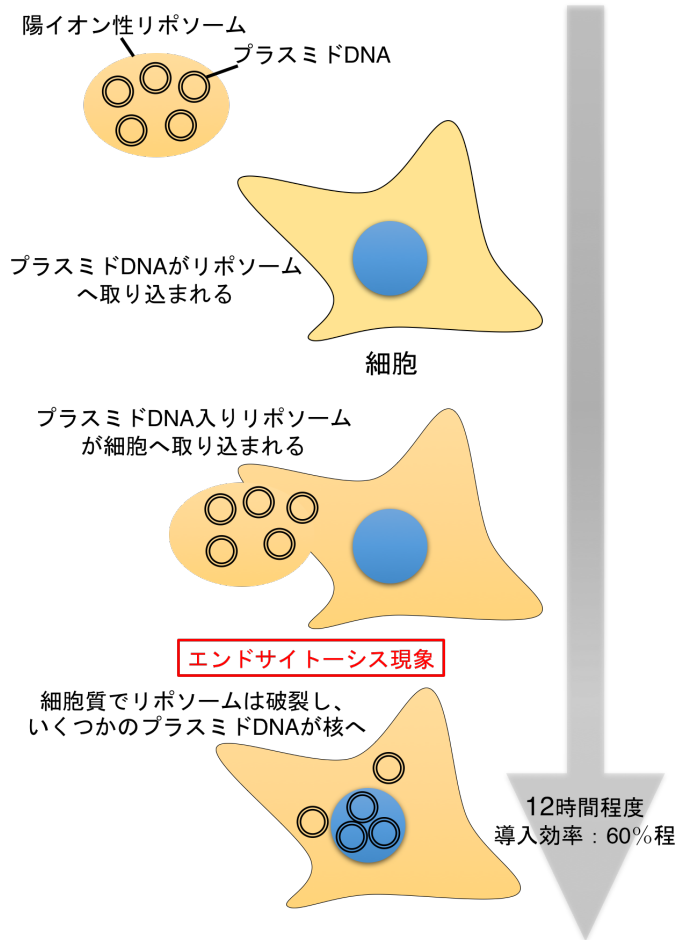 陽イオン性リポソーム
プラスミドDNA
プラスミドDNAがリポソーム
へ取り込まれる
細胞
プラスミドDNA入りリポソーム
が細胞へ取り込まれる
エンドサイトーシス現象
細胞質でリポソームは破裂し、
いくつかのプラスミドDNAが核へ
12時間程度
導入効率：60％程